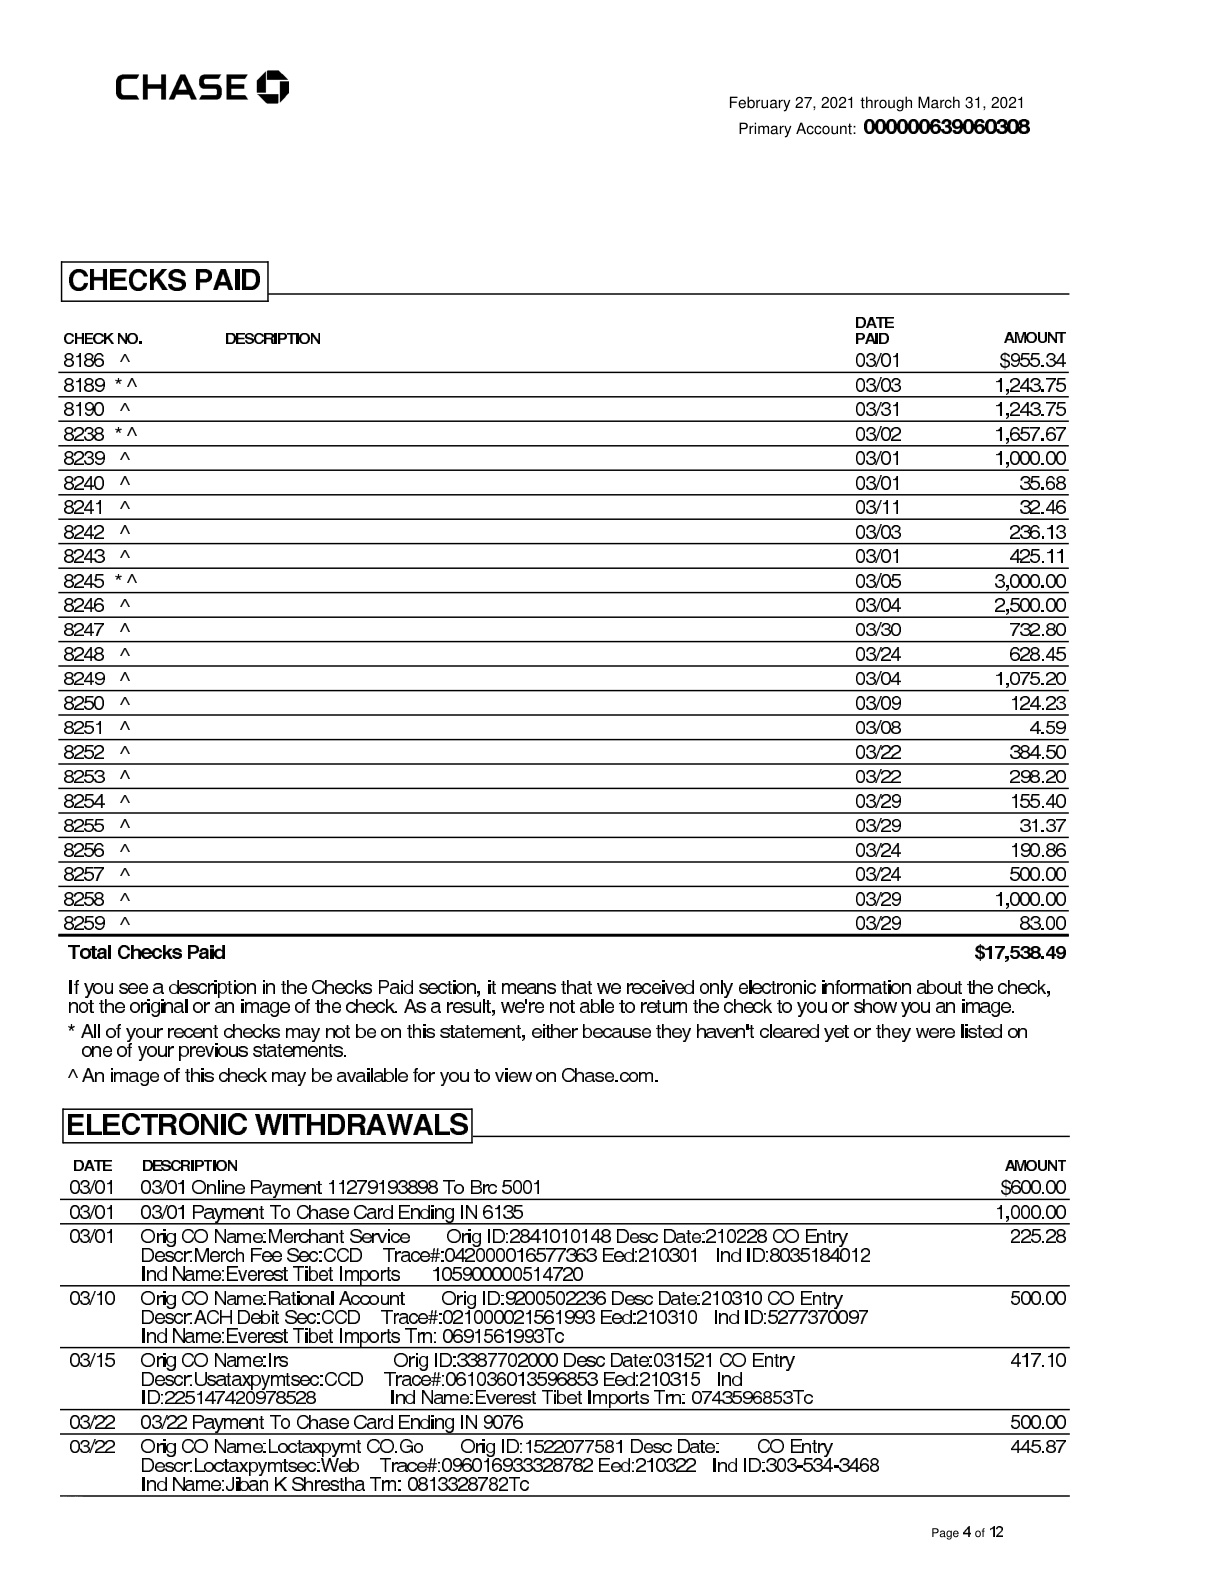 CHASE
February 27, 2021 through March 31, 2021
Primary Account: 000000639060308
CHECKS PAID
CHECK NO. DESCRIPTION DATE PAID AMOUNT
8186 ^ 03/01 $955.34
8189 * ^ 03/03 1,243.75
8190 ^ 03/31 1,243.75
8238 * ^ 03/02 1,657.67
8239 ^ 03/01 1,000.00
8240 ^ 03/01 35.68
8241 ^ 03/11 32.46
8242 ^ 03/03 236.13
8243 ^ 03/01 425.11
8245 * ^ 03/05 3,000.00
8246 ^ 03/04 2,500.00
8247 ^ 03/30 732.80
8248 ^ 03/24 628.45
8249 ^ 03/04 1,075.20
8250 ^ 03/09 124.23
8251 ^ 03/08 4.59
8252 ^ 03/22 384.50
8253 ^ 03/22 298.20
8254 ^ 03/29 155.40
8255 ^ 03/29 31.37
8256 ^ 03/24 190.86
8257 ^ 03/24 500.00
8258 ^ 03/29 1,000.00
8259 ^ 03/29 83.00
Total Checks Paid $17,538.49
If you see a description in the Checks Paid section, it means that we received only electronic information about the check,
not the original or an image of the check. As a result, we're not able to return the check to you or show you an image.
* All of your recent checks may not be on this statement, either because they haven't cleared yet or they were listed on
one of your previous statements.
^ An image of this check may be available for you to view on Chase.com.
ELECTRONIC WITHDRAWALS
DATE DESCRIPTION AMOUNT
03/01 03/01 Online Payment 11279193898 To Brc 5001 $600.00
03/01 03/01 Payment To Chase Card Ending IN 6135 1,000.00
03/01 Orig CO Name:Merchant Service Orig ID:2841010148 Desc Date:210228 CO Entry 225.28
Descr:Merch Fee Sec:CCD Trace#:042000016577363 Eed:210301 Ind ID:8035184012
Ind Name:Everest Tibet Imports 105900000514720
03/10 Orig CO Name:Rational Account Orig ID:9200502236 Desc Date:210310 CO Entry 500.00
Descr:ACH Debit Sec:CCD Trace#:021000021561993 Eed:210310 Ind ID:5277370097
Ind Name:Everest Tibet Imports Trn: 0691561993Tc
03/15 Orig CO Name:Irs Orig ID:3387702000 Desc Date:031521 CO Entry 417.10
Descr:Usataxpymtsec:CCD Trace#:061036013596853 Eed:210315 Ind
ID:225147420978528 Ind Name:Everest Tibet Imports Trn: 0743596853Tc
03/22 03/22 Payment To Chase Card Ending IN 9076 500.00
03/22 Orig CO Name:Loctaxpymt CO.Go Orig ID:1522077581 Desc Date: CO Entry 445.87
Descr:Loctaxpymtsec:Web Trace#:096016933328782 Eed:210322 Ind ID:303-534-3468
Ind Name:Jiban K Shrestha Trn: 0813328782Tc
Page 4 of 12